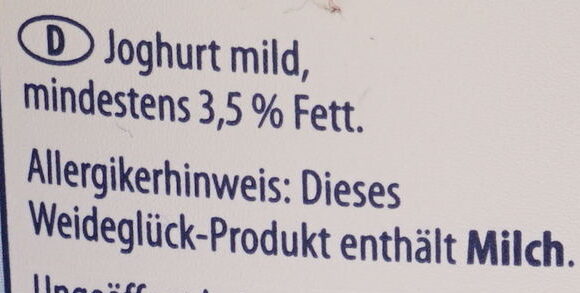 D Joghurt mild,
mindestens 3,5 % Fett.
Allergikerhinweis: Dieses
Weideglück-Produkt enthält Milch.